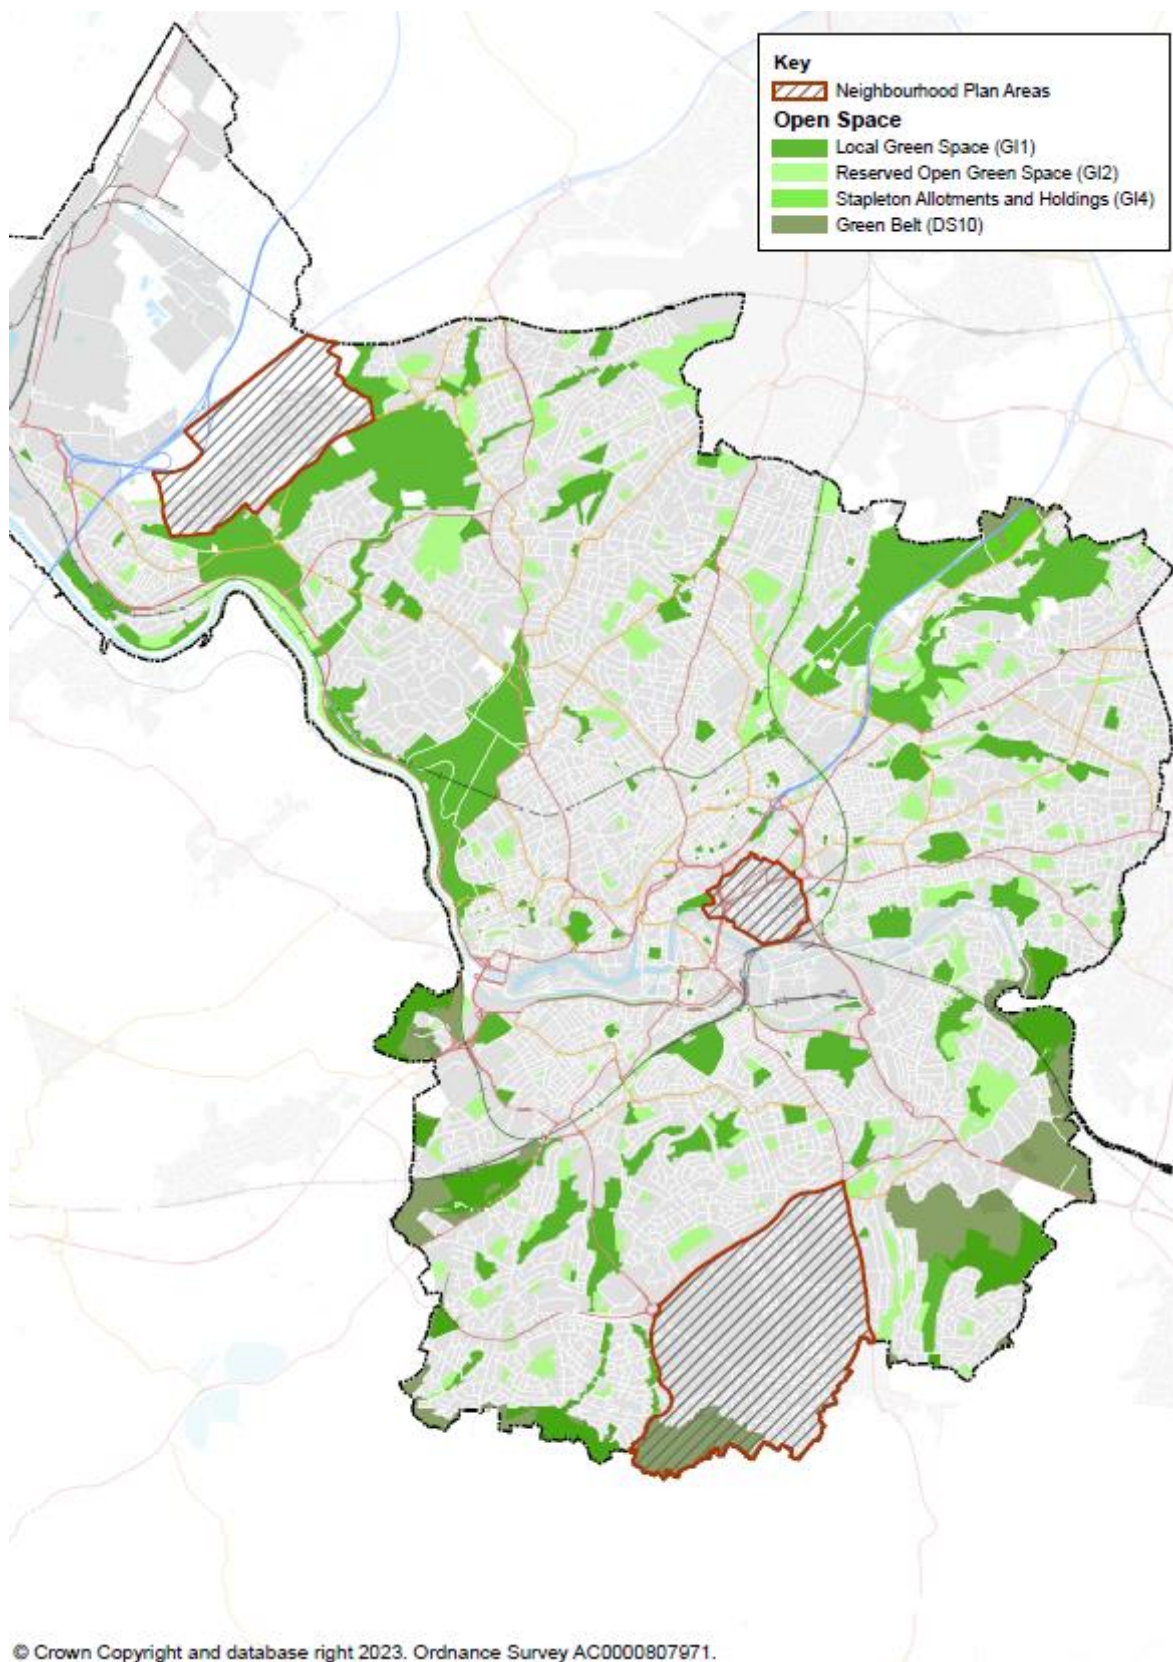 Key
Neighbourhood Plan Areas
Open Space
Local Green Space (GI1)
Reserved Open Green Space (GI2)
Stapleton Allotments and Holdings (GI4)
Green Belt (DS10)
© Crown Copyright and database right 2023. Ordnance Survey AC0000807971.